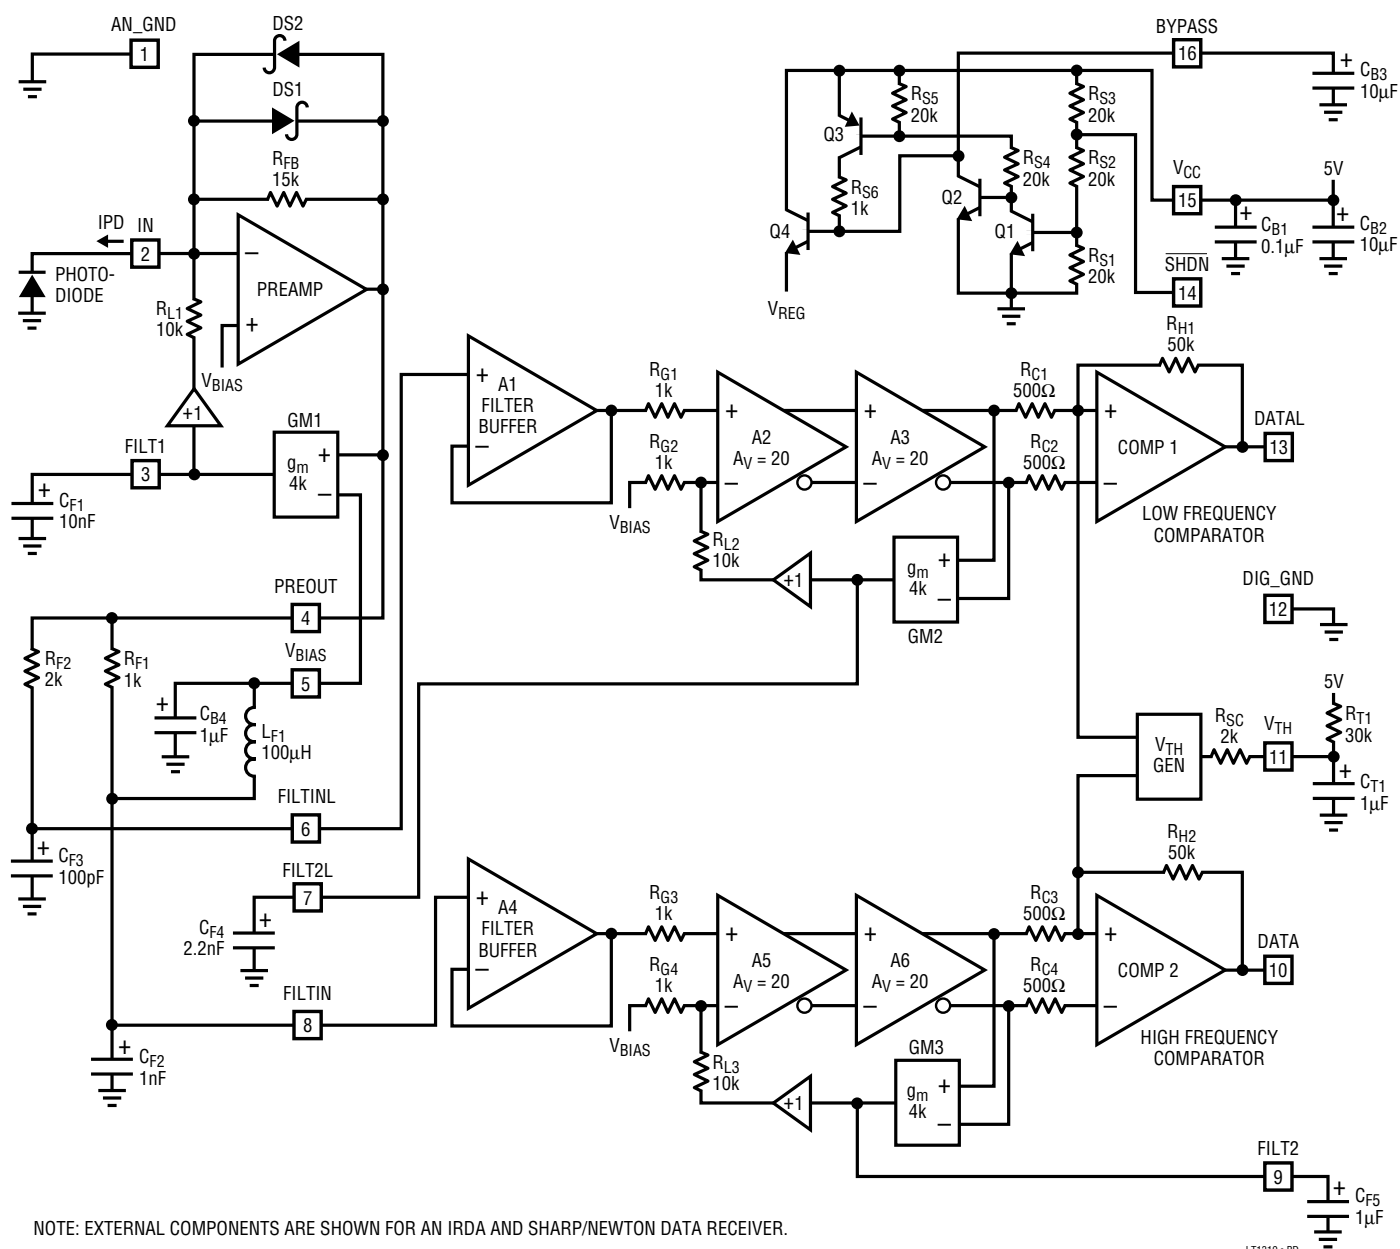 AN_GND
1
DS2
DS1
RFB
15k
IPD
IN
2
PHOTO-
DIODE
−
PREAMP
+
RL1
10k
VBIAS
+1
FILT1
3
GM1
gm
4k
+
−
+
CF1
10nF
PREOUT
4
RF2
2k
RF1
1k
VBIAS
5
+
CB4
1µF
LF1
100µH
FILTINL
6
+
CF3
100pF
FILT2L
7
+
CF4
2.2nF
FILTIN
8
+
CF2
1nF
BYPASS
16
+
CB3
10µF
RS5
20k
RS3
20k
Q3
RS4
20k
RS2
20k
VCC
15
5V
RS6
1k
Q2
Q4
Q1
RS1
20k
+
CB1
0.1µF
+
CB2
10µF
SHDN
14
VREG
+
A1
FILTER
BUFFER
−
RG1
1k
RG2
1k
VBIAS
+
A2
AV = 20
−
+
A3
AV = 20
−
RC1
500Ω
RC2
500Ω
RH1
50k
+
COMP 1
−
DATAL
13
LOW FREQUENCY
COMPARATOR
RL2
10k
+1
gm
4k
+
−
GM2
DIG_GND
12
VTH
GEN
RSC
2k
VTH
11
5V
RT1
30k
+
CT1
1µF
+
A4
FILTER
BUFFER
−
RG3
1k
RG4
1k
VBIAS
+
A5
AV = 20
−
+
A6
AV = 20
−
RC3
500Ω
RC4
500Ω
RH2
50k
+
COMP 2
−
DATA
10
HIGH FREQUENCY
COMPARATOR
RL3
10k
+1
GM3
gm
4k
+
−
FILT2
9
+
CF5
1µF
NOTE: EXTERNAL COMPONENTS ARE SHOWN FOR AN IRDA AND SHARP/NEWTON DATA RECEIVER.